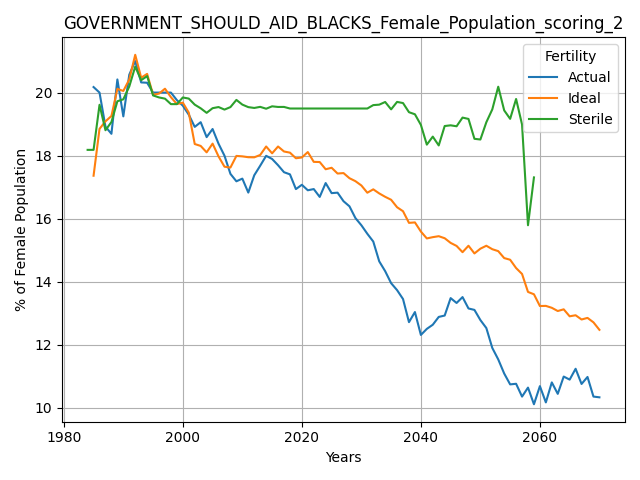 GOVERNMENT_SHOULD_AID_BLACKS_Female_Population_scoring_2
Fertility
Actual
Ideal
Sterile
% of Female Population
20
18
16
14
12
10
1980
2000
2020
2040
2060
Years